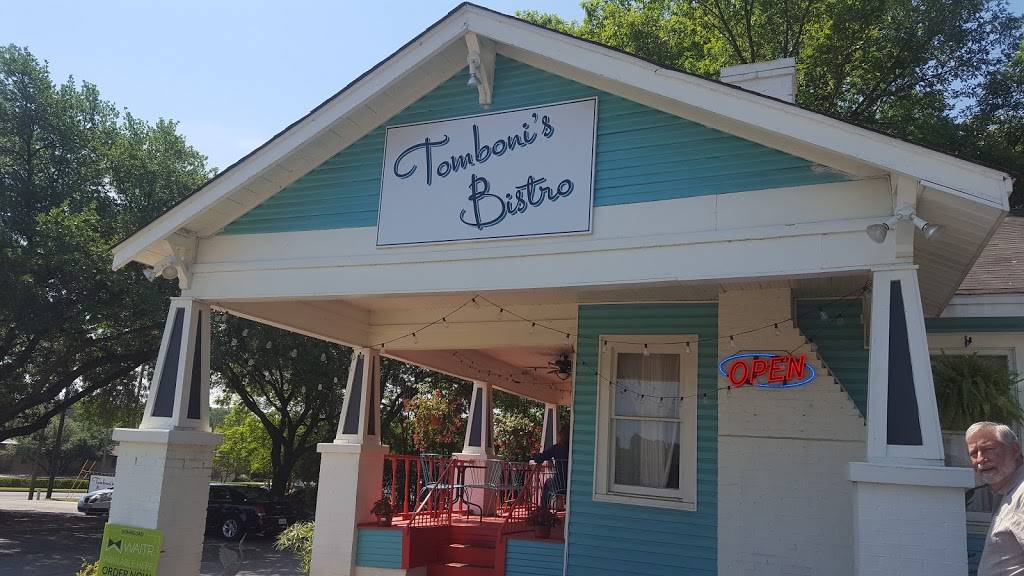 Tomboni's
Bistro
OPEN
WAITR
ORDER NOW